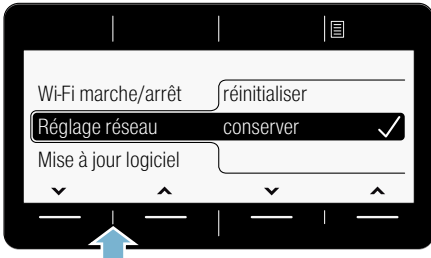 Wi-Fi marche/arrêt réinitialiser
Réglage réseau conserver
Mise à jour logiciel